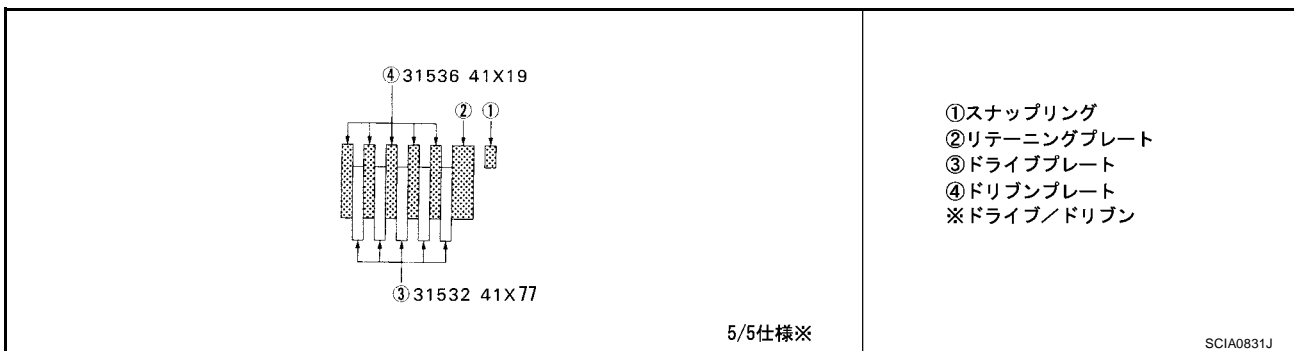 ④31536 41X19
② ①
③31532 41X77
5/5仕様※
①スナップリング
②リテーニングプレート
③ドライブプレート
④ドリブンプレート
※ドライブ／ドリブン
SCIA0831J